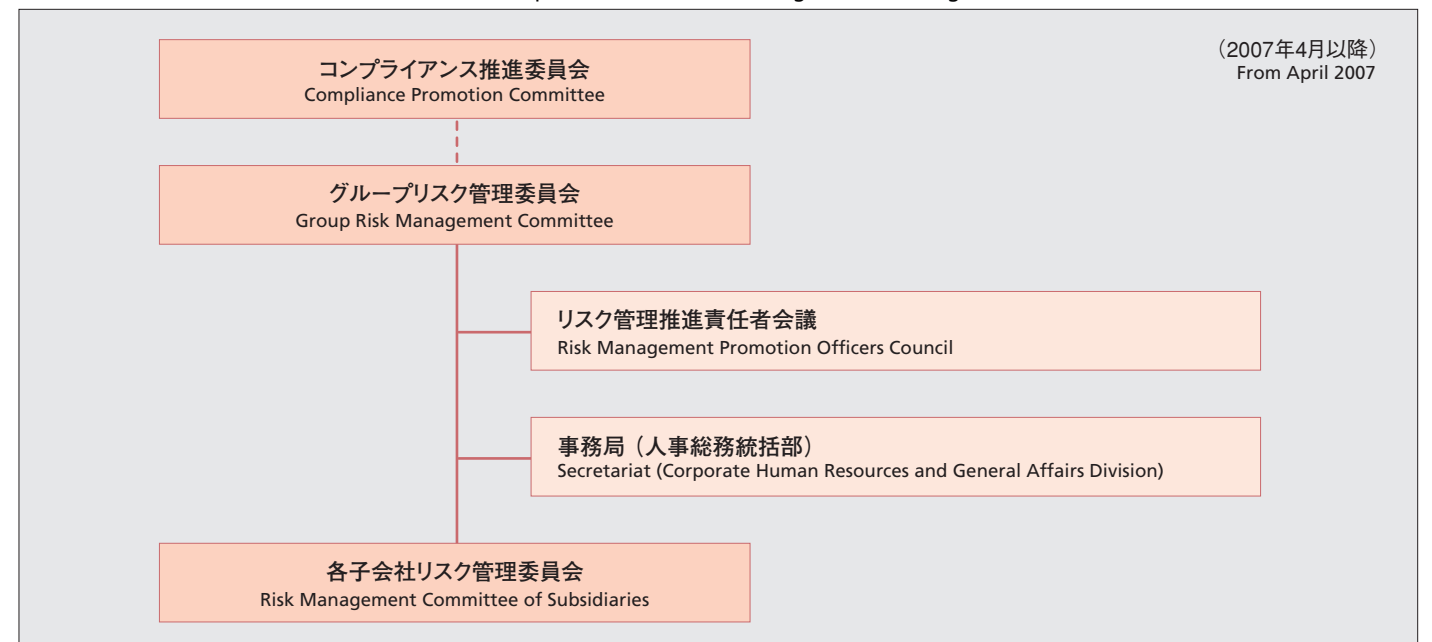 （2007年4月以降）
From April 2007
コンプライアンス推進委員会
Compliance Promotion Committee
グループリスク管理委員会
Group Risk Management Committee
リスク管理推進責任者会議
Risk Management Promotion Officers Council
事務局（人事総務統括部）
Secretariat (Corporate Human Resources and General Affairs Division)
各子会社リスク管理委員会
Risk Management Committee of Subsidiaries